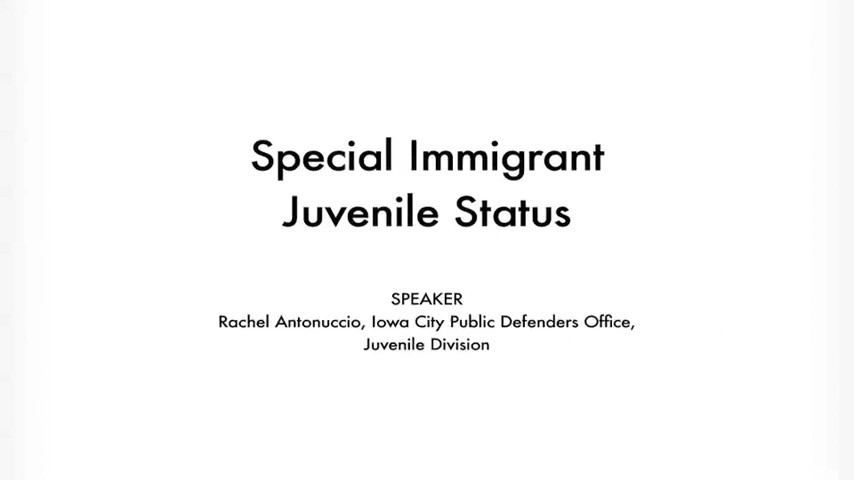 Special Immigrant
Juvenile Status
SPEAKER
Rachel Antonuccio, Iowa City Public Defenders Office,
Juvenile Division